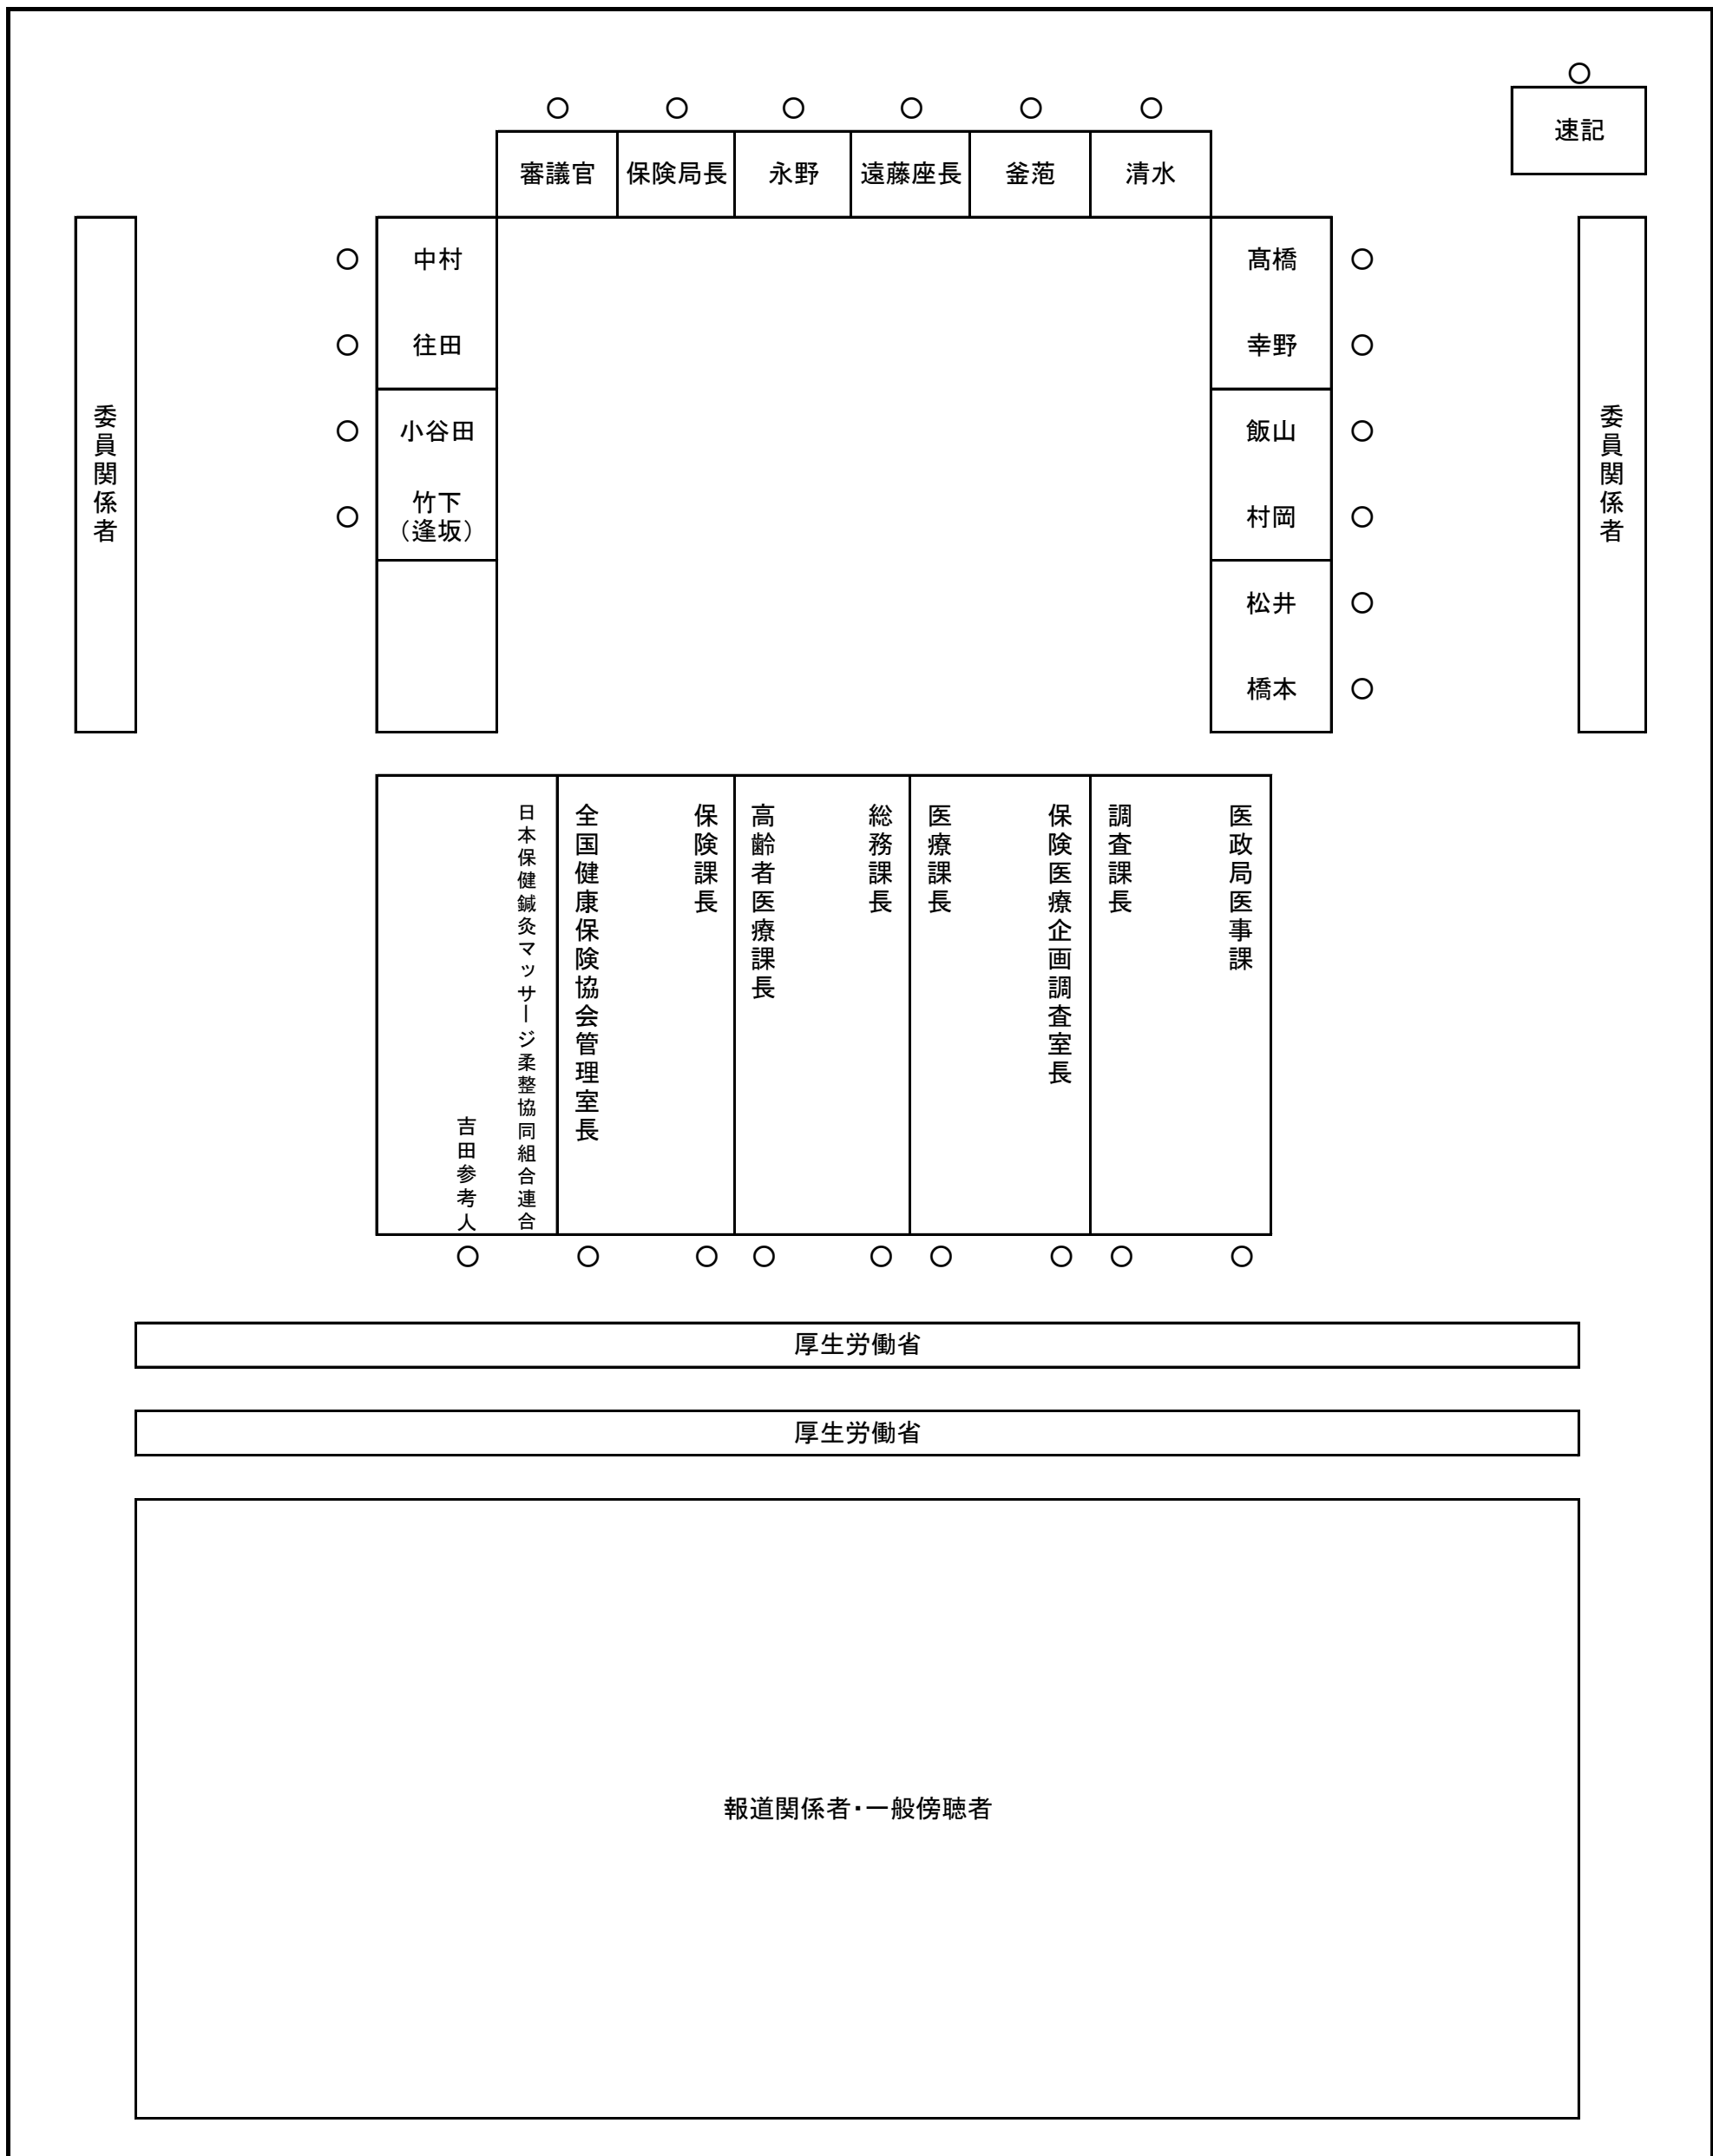 速記
審議官
保険局長
永野
遠藤座長
釜萢
清水
中村
往田
小谷田
竹下
（逢坂）
髙橋
幸野
飯山
村岡
松井
橋本
委員関係者
委員関係者
吉田参考人
日本保健鍼灸マッサージ柔整協同組合連合
全国健康保険協会管理室長
保険課長
高齢者医療課長
総務課長
医療課長
保険医療企画調査室長
調査課長
医政局医事課
厚生労働省
厚生労働省
報道関係者・一般傍聴者